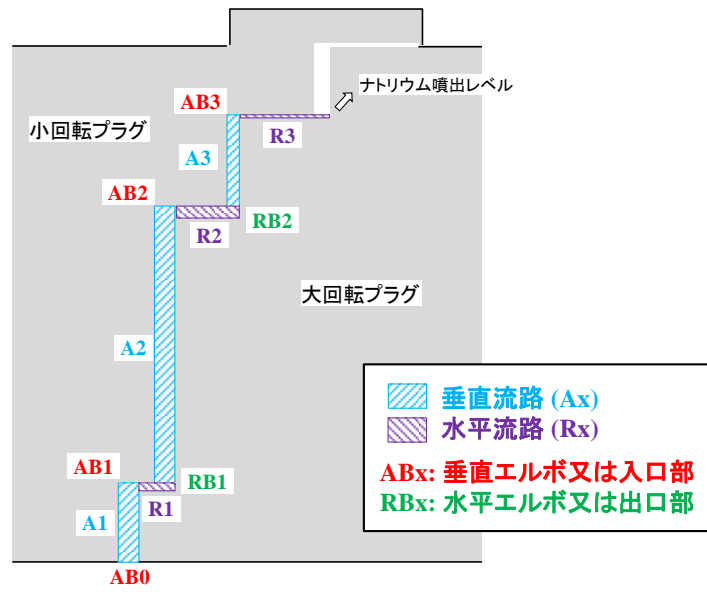 ナトリウム噴出レベル
AB3
小回転プラグ
R3
A3
AB2
RB2
R2
大回転プラグ
A2
垂直流路 (Ax)
水平流路 (Rx)
AB1
RB1
ABx: 垂直エルボ又は入口部
R1
RBx: 水平エルボ又は出口部
A1
AB0